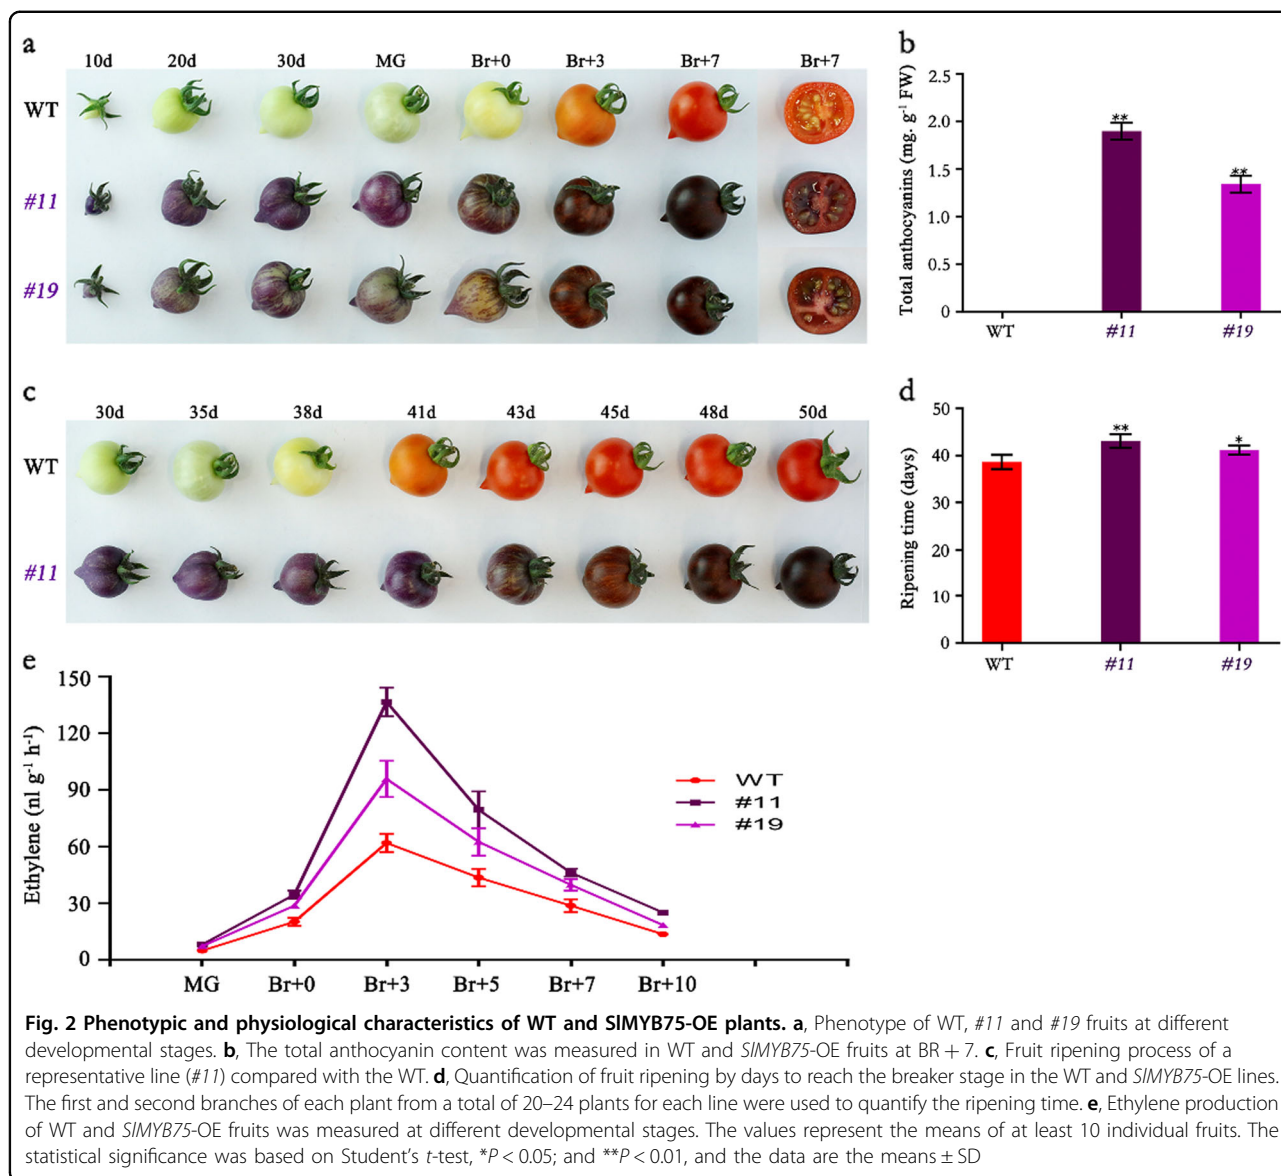 a
10d 20d 30d MG Br+0 Br+3 Br+7 Br+7
WT
#11
#19
b
Total anthocyanins (mg. g⁻¹ FW)
2.5
2.0
1.5
1.0
0.5
0
**
**
WT #11 #19
c
30d 35d 38d 41d 43d 45d 48d 50d
WT
#11
d
Ripening time (days)
50
40
30
20
10
0
**
*
WT #11 #19
e
Ethylene (nl g⁻¹ h⁻¹)
150
120
90
60
30
0
WT
#11
#19
MG Br+0 Br+3 Br+5 Br+7 Br+10
Fig. 2 Phenotypic and physiological characteristics of WT and SlMYB75-OE plants. a, Phenotype of WT, #11 and #19 fruits at different
developmental stages. b, The total anthocyanin content was measured in WT and SlMYB75-OE fruits at BR + 7. c, Fruit ripening process of a
representative line (#11) compared with the WT. d, Quantification of fruit ripening by days to reach the breaker stage in the WT and SlMYB75-OE lines.
The first and second branches of each plant from a total of 20–24 plants for each line were used to quantify the ripening time. e, Ethylene production
of WT and SlMYB75-OE fruits was measured at different developmental stages. The values represent the means of at least 10 individual fruits. The
statistical significance was based on Student's t-test, *P < 0.05; and **P < 0.01, and the data are the means ± SD